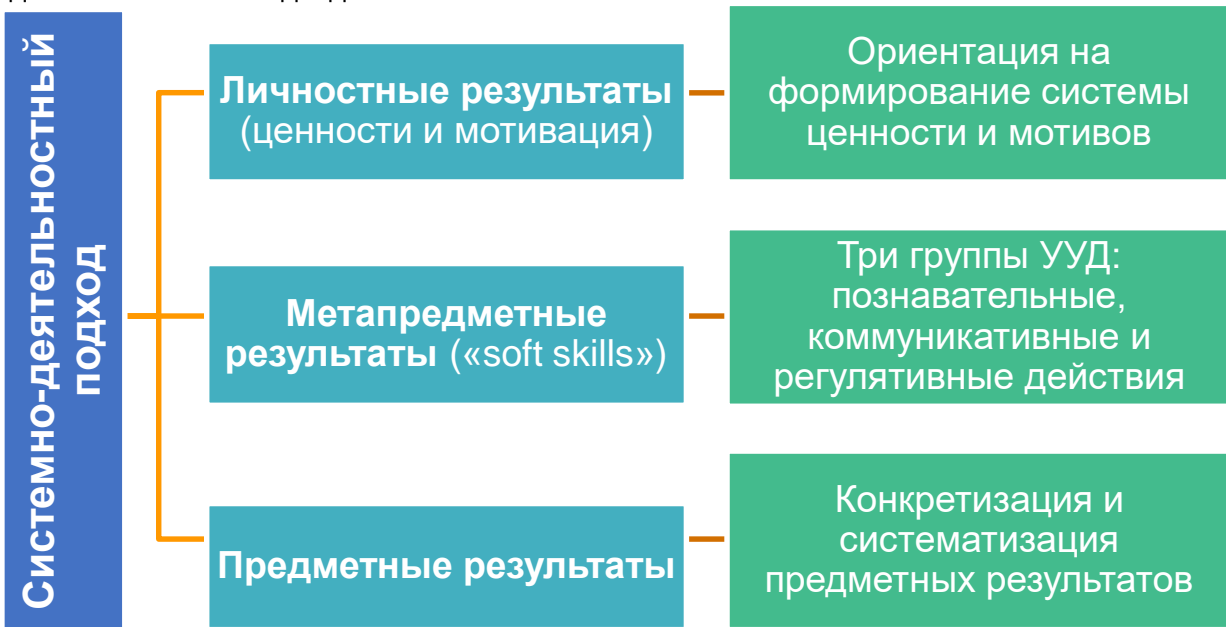 Системно-деятельностный
подход
Личностные результаты
(ценности и мотивация)
Ориентация на
формирование системы
ценности и мотивов
Метапредметные
результаты («soft skills»)
Три группы УУД:
познавательные,
коммуникативные и
регулятивные действия
Предметные результаты
Конкретизация и
систематизация
предметных результатов